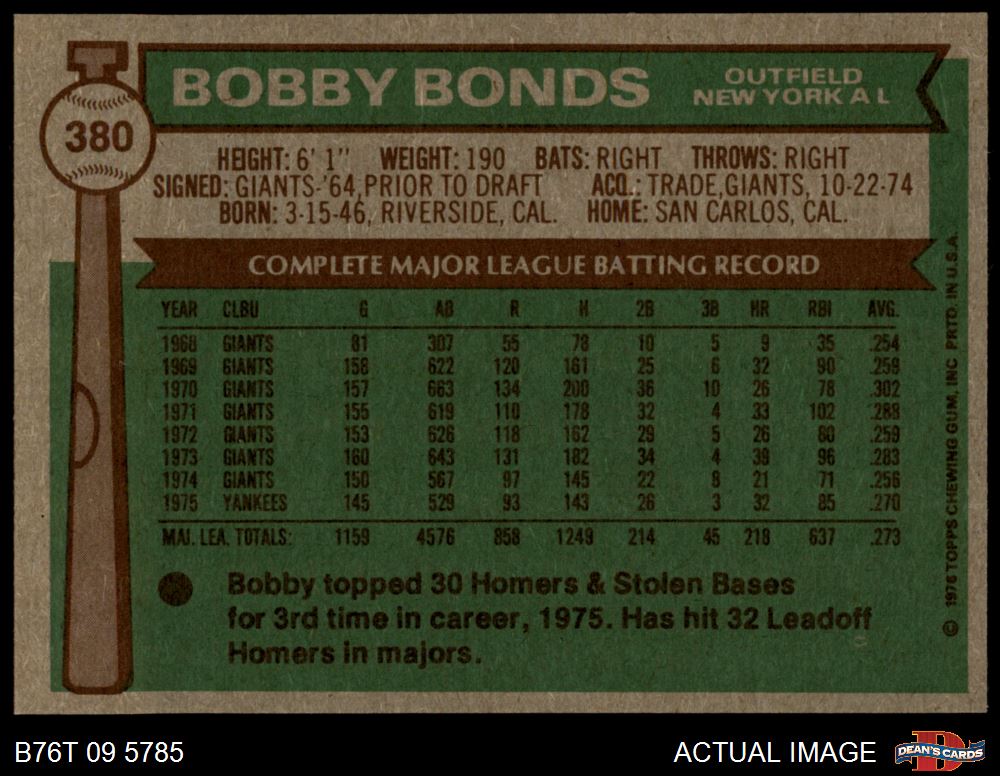 380
BOBBY BONDS
OUTFIELD
NEW YORK A L
HEIGHT: 6' 1" WEIGHT: 190 BATS: RIGHT THROWS: RIGHT
SIGNED: GIANTS-'64, PRIOR TO DRAFT ACQ.: TRADE, GIANTS, 10-22-74
BORN: 3-15-46, RIVERSIDE, CAL. HOME: SAN CARLOS, CAL.
COMPLETE MAJOR LEAGUE BATTING RECORD
YEAR CLBU G AB R H 2B 3B HR RBI AVG.
1968 GIANTS 81 307 55 78 10 5 9 35 .254
1969 GIANTS 158 622 120 161 25 6 32 90 .259
1970 GIANTS 157 663 134 200 36 10 26 78 .302
1971 GIANTS 155 619 110 178 32 4 33 102 .288
1972 GIANTS 153 626 118 162 29 5 26 80 .259
1973 GIANTS 160 643 131 182 34 4 39 96 .283
1974 GIANTS 150 567 97 145 22 8 21 71 .256
1975 YANKEES 145 529 93 143 26 3 32 85 .270
MAJ. LEA. TOTALS: 1159 4576 858 1249 214 45 218 637 .273
Bobby topped 30 Homers & Stolen Bases
for 3rd time in career, 1975. Has hit 32 Leadoff
Homers in majors.
© 1976 TOPPS CHEWING GUM, INC PRTD. IN U.S.A.
B76T 09 5785
ACTUAL IMAGE
D
DEAN'S CARDS